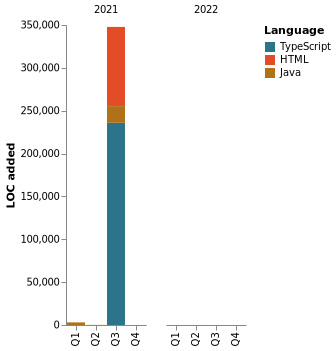 2021
2022
Language
TypeScript
HTML
Java
LOC added
350,000
300,000
250,000
200,000
150,000
100,000
50,000
0
Q1
Q2
Q3
Q4
Q1
Q2
Q3
Q4